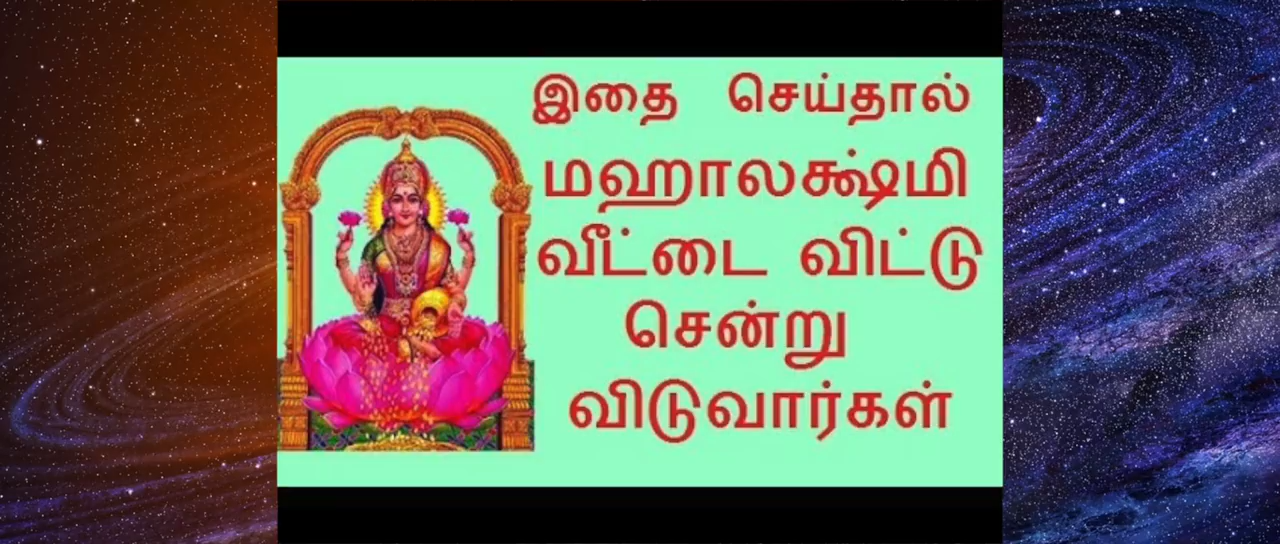 இதை செய்தால்
மஹாலக்ஷ்மி
வீட்டை விட்டு
சென்று
விடுவார்கள்